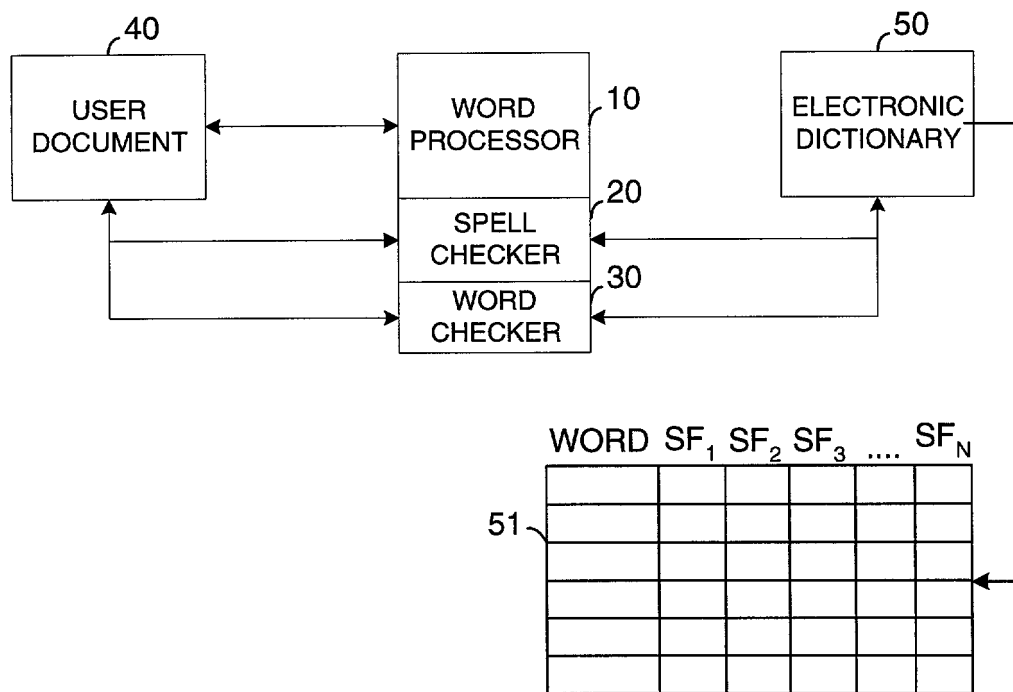 40
USER
DOCUMENT
10
WORD
PROCESSOR
20
SPELL
CHECKER
30
WORD
CHECKER
50
ELECTRONIC
DICTIONARY
WORD SF1 SF2 SF3 .... SFN
51